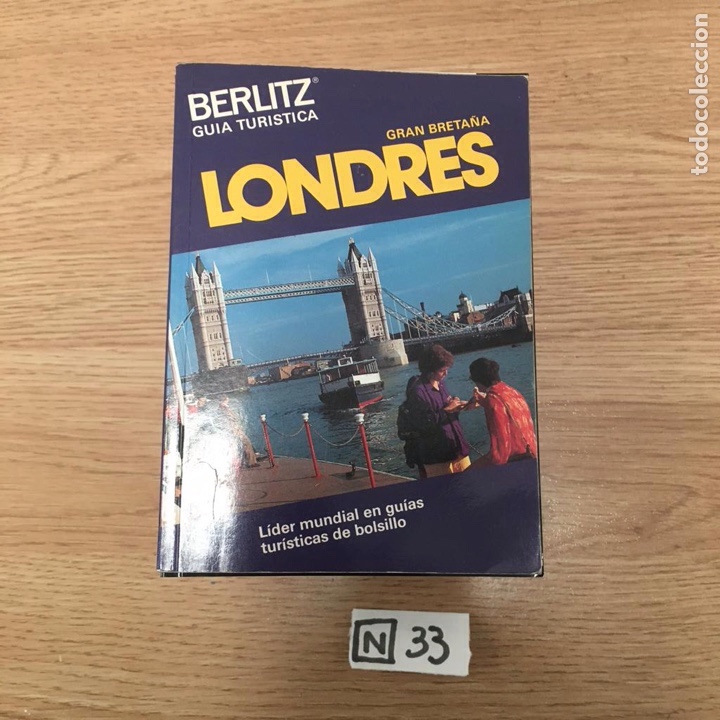 BERLITZ®
GUIA TURISTICA
GRAN BRETAÑA
LONDRES
Líder mundial en guías
turísticas de bolsillo
N 33
todocoleccion